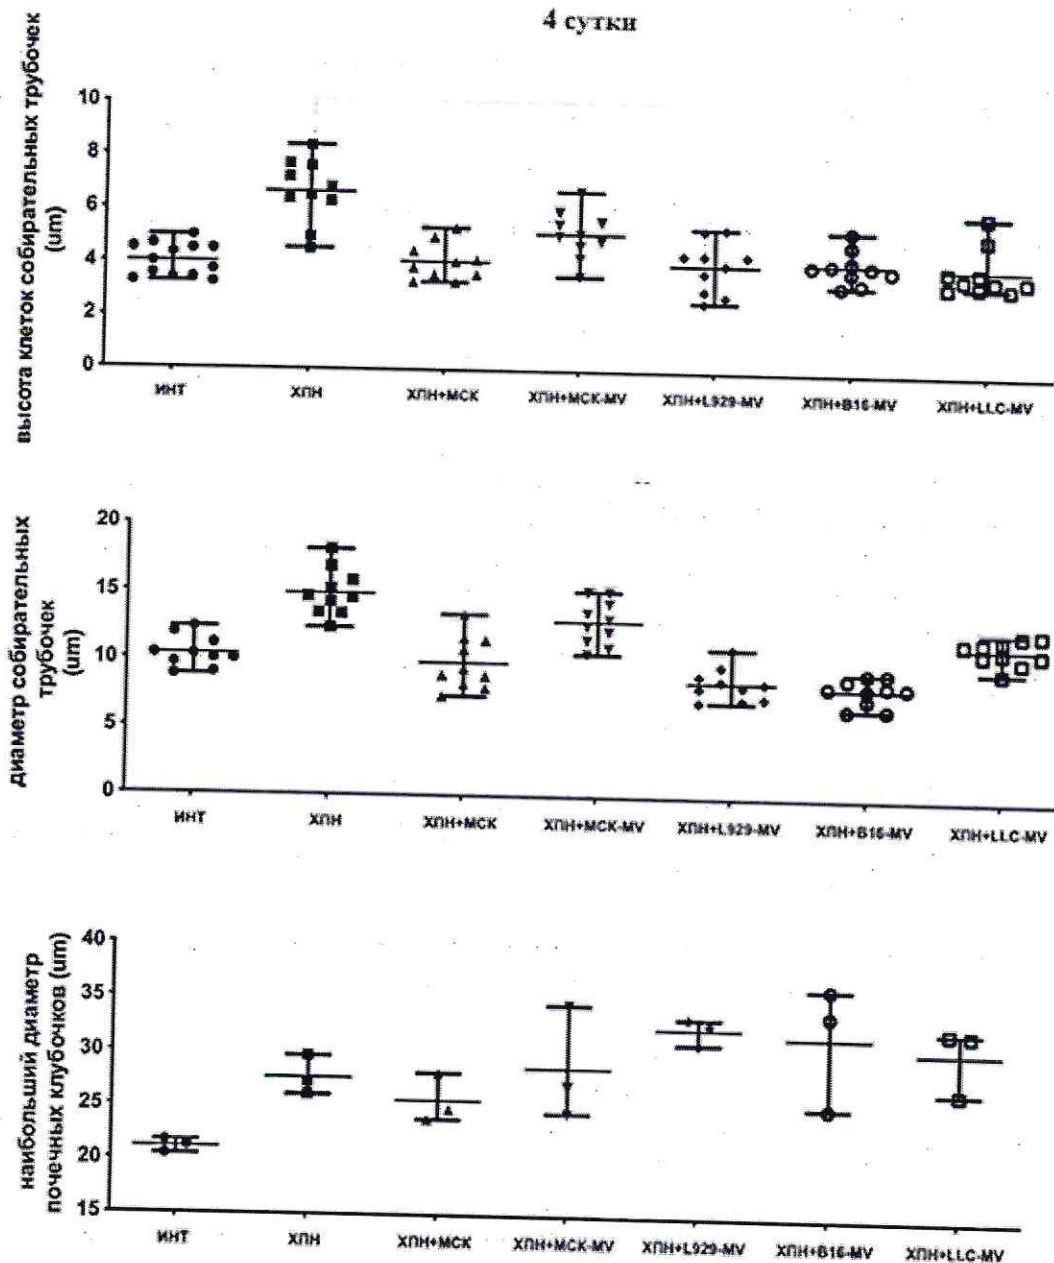 4 сутки
высота клеток собирательных трубочек
(um)
10
8
6
4
2
0
ИНТ
ХПН
ХПН+МСК
ХПН+МСК-MV
ХПН+L929-MV
ХПН+B16-MV
ХПН+LLC-MV
диаметр собирательных
трубочек
(um)
20
15
10
5
0
ИНТ
ХПН
ХПН+МСК
ХПН+МСК-MV
ХПН+L929-MV
ХПН+B16-MV
ХПН+LLC-MV
наибольший диаметр
почечных клубочков (um)
40
35
30
25
20
15
ИНТ
ХПН
ХПН+МСК
ХПН+МСК-MV
ХПН+L929-MV
ХПН+B16-MV
ХПН+LLC-MV